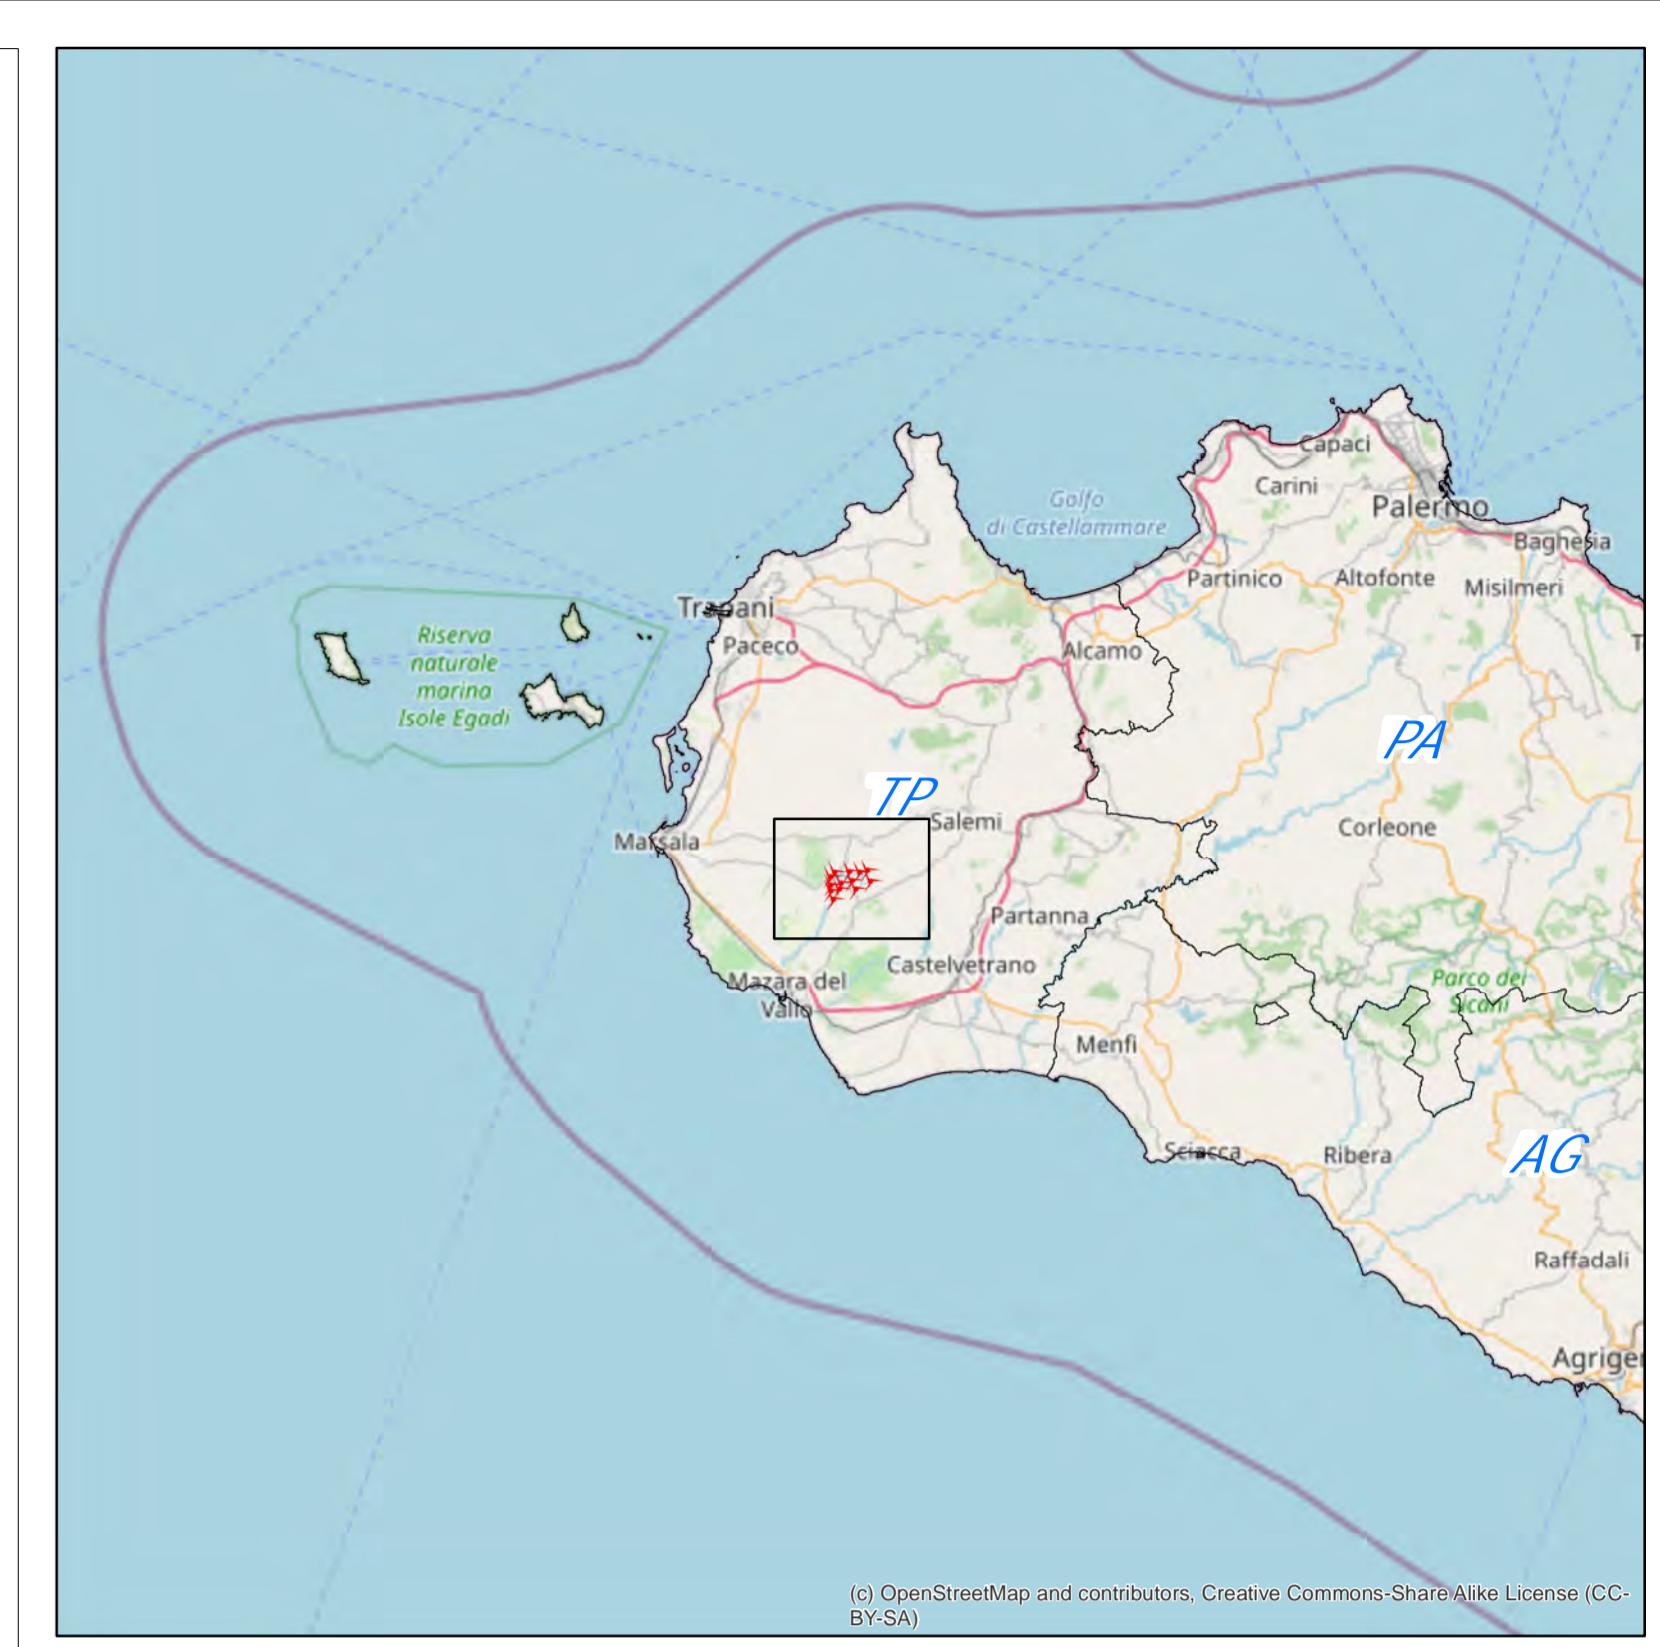 Capaci
Carini
Palermo
Golfo
di Castellammare
Bagheria
Partinico
Altofonte
Misilmeri
Trapani
Riserva
naturale
marina
Isole Egadi
Paceco
Alcamo
T
PA
TP
Salemi
Corleone
Marsala
Partanna
Castelvetrano
Mazara del
Vallo
Parco dei
Sicani
Menfi
Sciacca
Ribera
AG
Raffadali
Agriger
(c) OpenStreetMap and contributors, Creative Commons-Share Alike License (CC-
BY-SA)